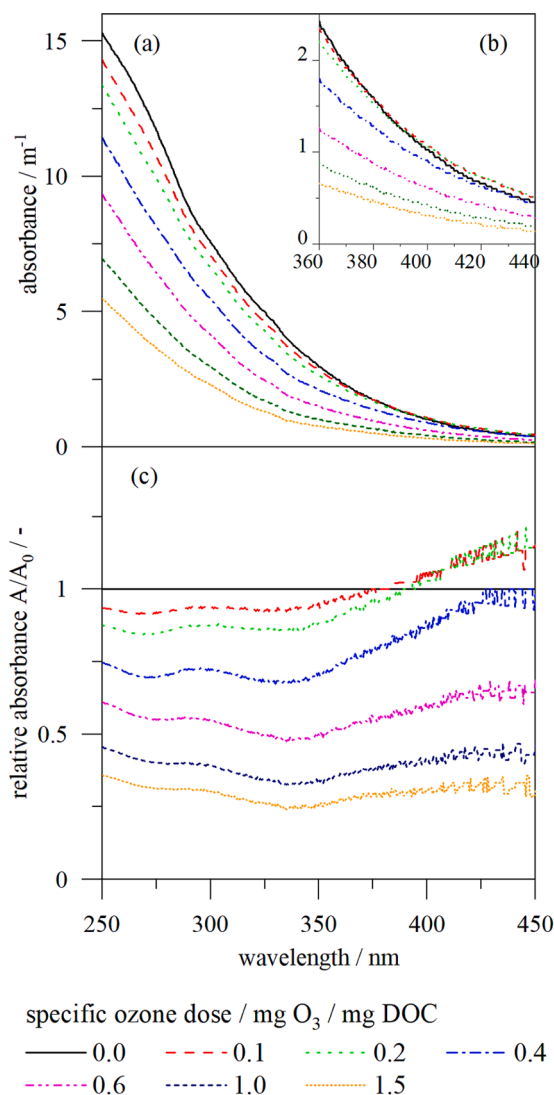 (a)
(b)
15
10
5
0
absorbance / m⁻¹
2
1
0
360 380 400 420 440
(c)
1
0.5
0
relative absorbance A/A₀ / -
250 300 350 400 450
wavelength / nm
specific ozone dose / mg O₃ / mg DOC
0.0 0.1 0.2 0.4
0.6 1.0 1.5